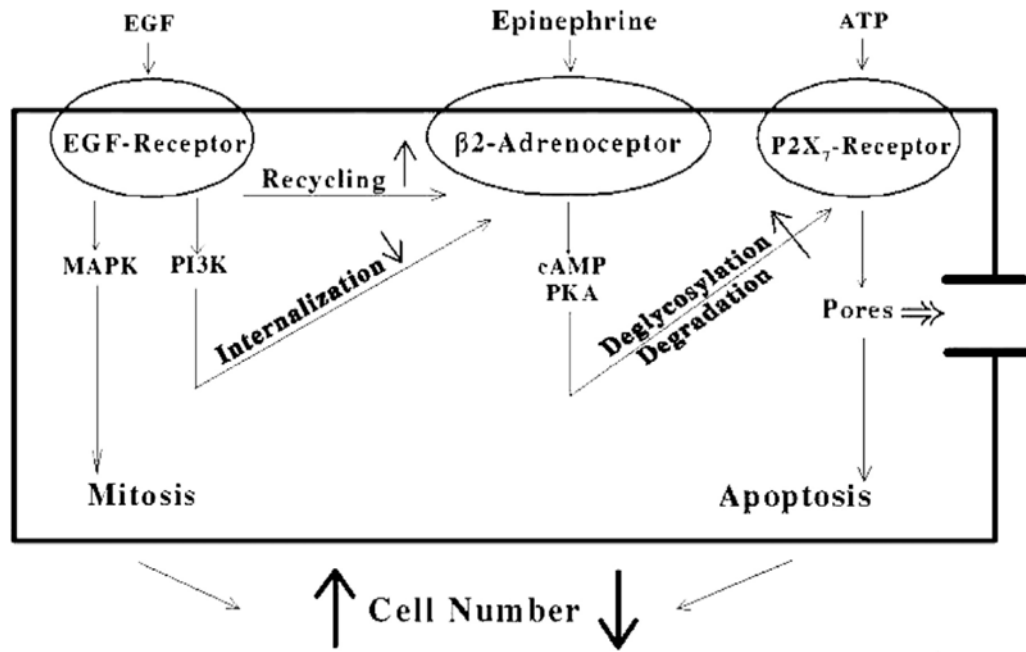 EGF
Epinephrine
ATP
EGF-Receptor
β2-Adrenoceptor
P2X₇-Receptor
Recycling
MAPK
PI3K
Internalization
cAMP
PKA
Deglycosylation
Degradation
Pores
Mitosis
Apoptosis
Cell Number